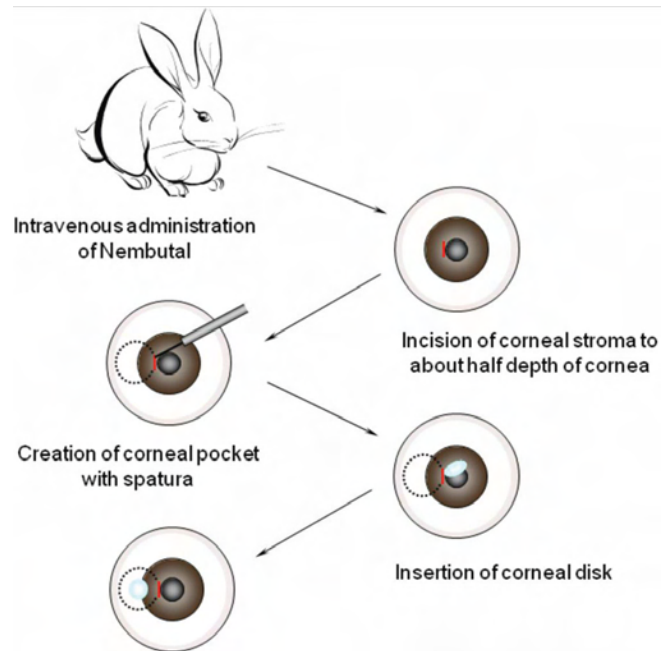 Intravenous administration
of Nembutal
Incision of corneal stroma to
about half depth of cornea
Creation of corneal pocket
with spatura
Insertion of corneal disk